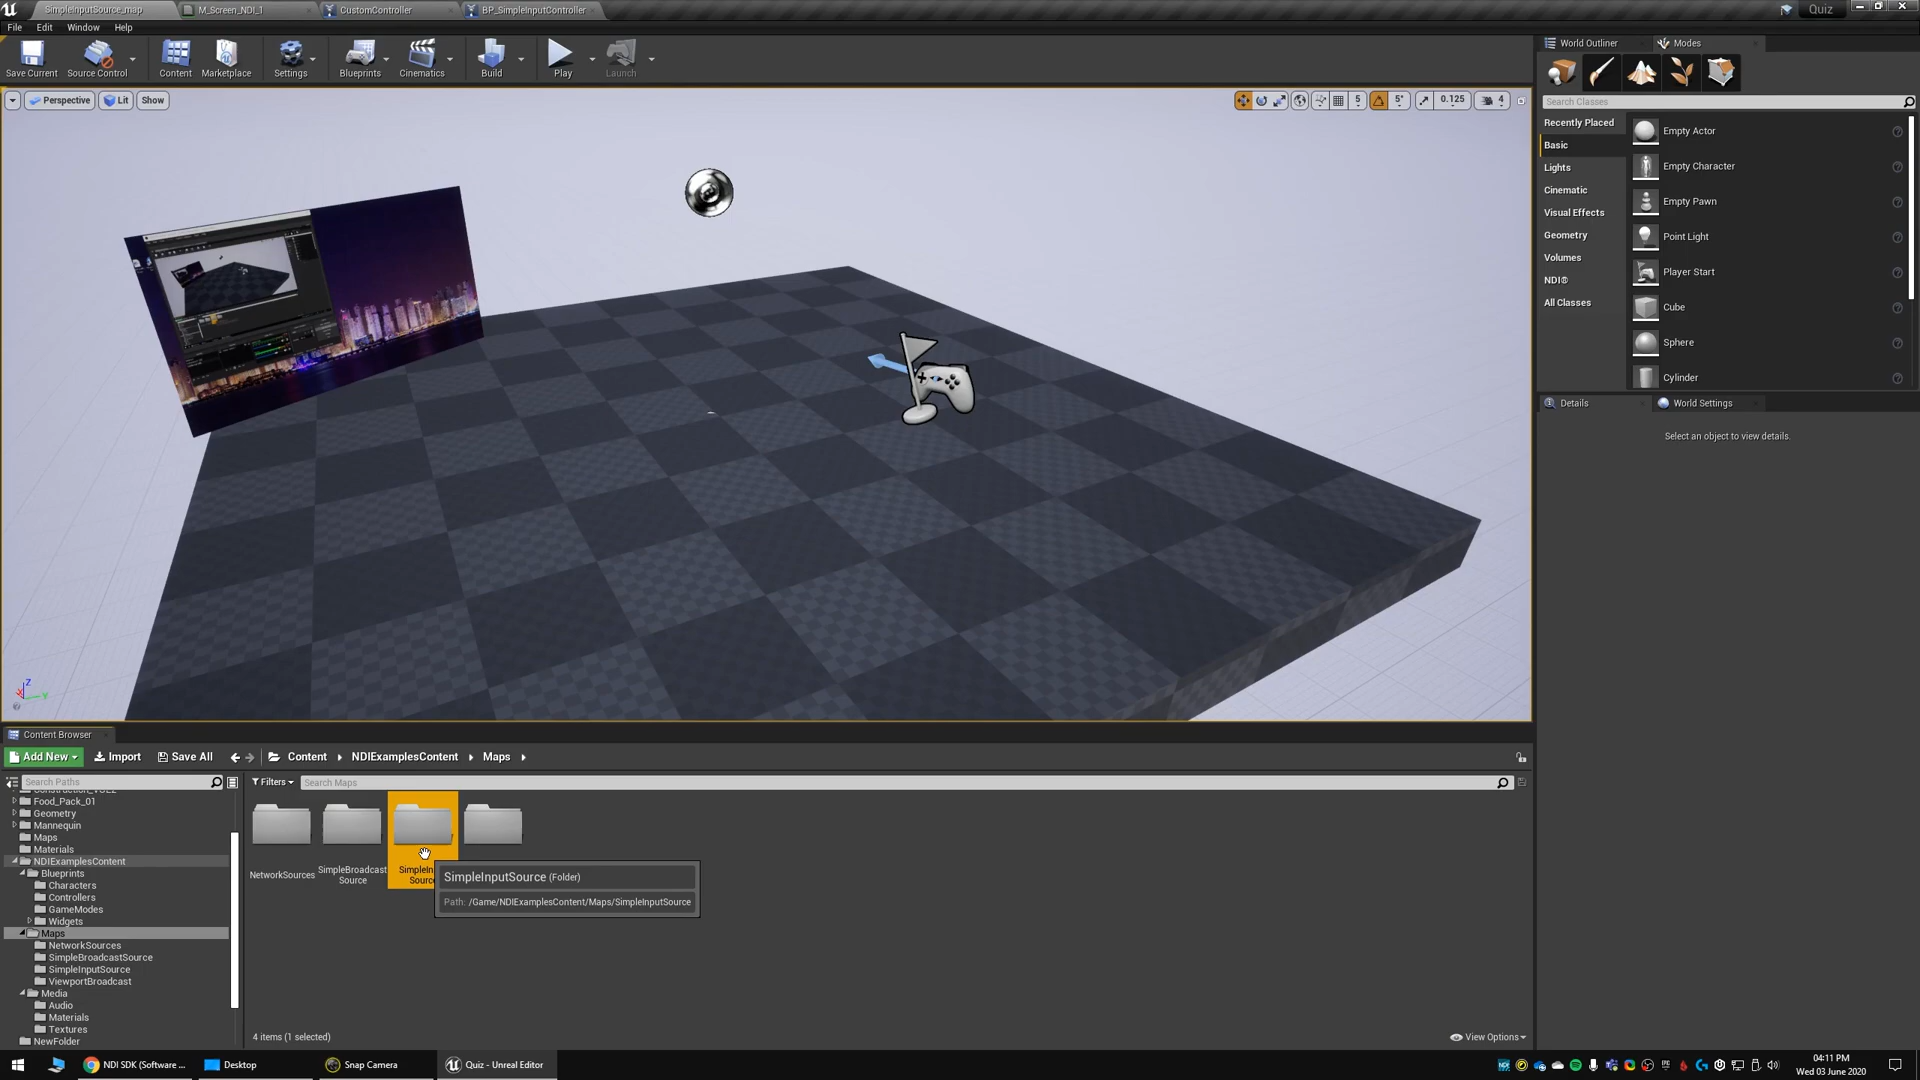 SimpleInputSource_map
M_Screen_NDI_1
CustomController
BP_SimpleInputController
Quiz
File
Edit
Window
Help
Save Current
Source Control
Content
Marketplace
Settings
Blueprints
Cinematics
Build
Play
Launch
World Outliner
Modes
Search Classes
Recently Placed
Basic
Lights
Cinematic
Visual Effects
Geometry
Volumes
NDI®
All Classes
Empty Actor
Empty Character
Empty Pawn
Point Light
Player Start
Cube
Sphere
Cylinder
Perspective
Lit
Show
5
5°
0.125
4
Details
World Settings
Select an object to view details.
Z
Y
Content Browser
Add New
Import
Save All
Content
NDIExamplesContent
Maps
Search Paths
Filters
Search Maps
Food_Pack_01
Geometry
Mannequin
Maps
Materials
NDIExamplesContent
Blueprints
Characters
Controllers
GameModes
Widgets
Maps
NetworkSources
SimpleBroadcastSource
SimpleInputSource
ViewportBroadcast
Media
Audio
Materials
Textures
NewFolder
NetworkSources
SimpleBroadcast
Source
SimpleInputSource (Folder)
Path: /Game/NDIExamplesContent/Maps/SimpleInputSource
4 items (1 selected)
View Options
NDI SDK (Software ...
Desktop
Snap Camera
Quiz - Unreal Editor
04:11 PM
Wed 03 June 2020